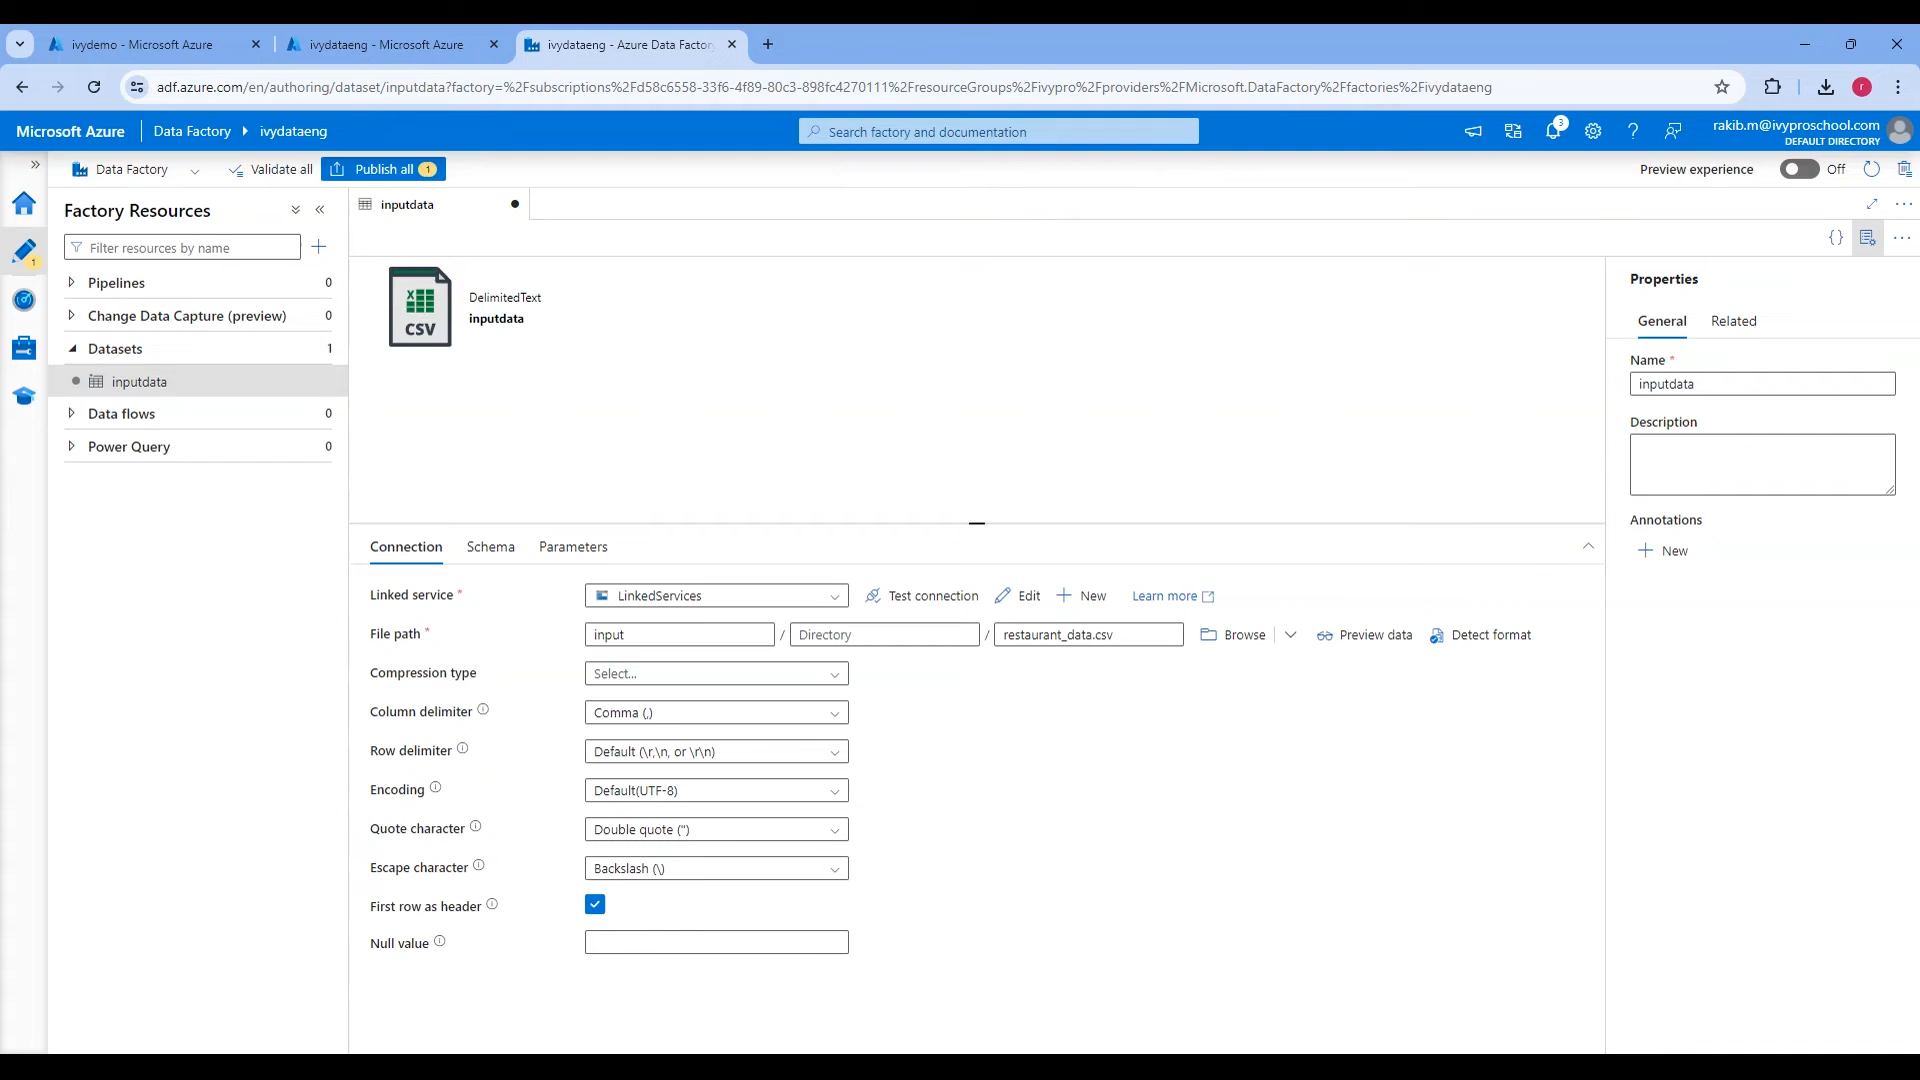 ivydemo - Microsoft Azure
ivydataeng - Microsoft Azure
ivydataeng - Azure Data Factory
adf.azure.com/en/authoring/dataset/inputdata?factory=%2Fsubscriptions%2Fd58c6558-33f6-4f89-80c3-898fc4270111%2FresourceGroups%2Fivypro%2Fproviders%2FMicrosoft.DataFactory%2Ffactories%2Fivydataeng
r
Microsoft Azure
Data Factory
ivydataeng
Search factory and documentation
3
rakib.m@ivyproschool.com
DEFAULT DIRECTORY
Data Factory
Validate all
Publish all 1
Preview experience
Off
Factory Resources
inputdata
1
Filter resources by name
Pipelines 0
Change Data Capture (preview) 0
Datasets 1
inputdata
Data flows 0
Power Query 0
CSV
DelimitedText
inputdata
Connection
Schema
Parameters
Linked service *
LinkedServices
Test connection
Edit
New
Learn more
File path *
input / Directory / restaurant_data.csv
Browse
Preview data
Detect format
Compression type
Select...
Column delimiter
Comma (,)
Row delimiter
Default (\r,\n, or \r\n)
Encoding
Default(UTF-8)
Quote character
Double quote (")
Escape character
Backslash (\)
First row as header
Null value
{}
Properties
General
Related
Name *
inputdata
Description
Annotations
New